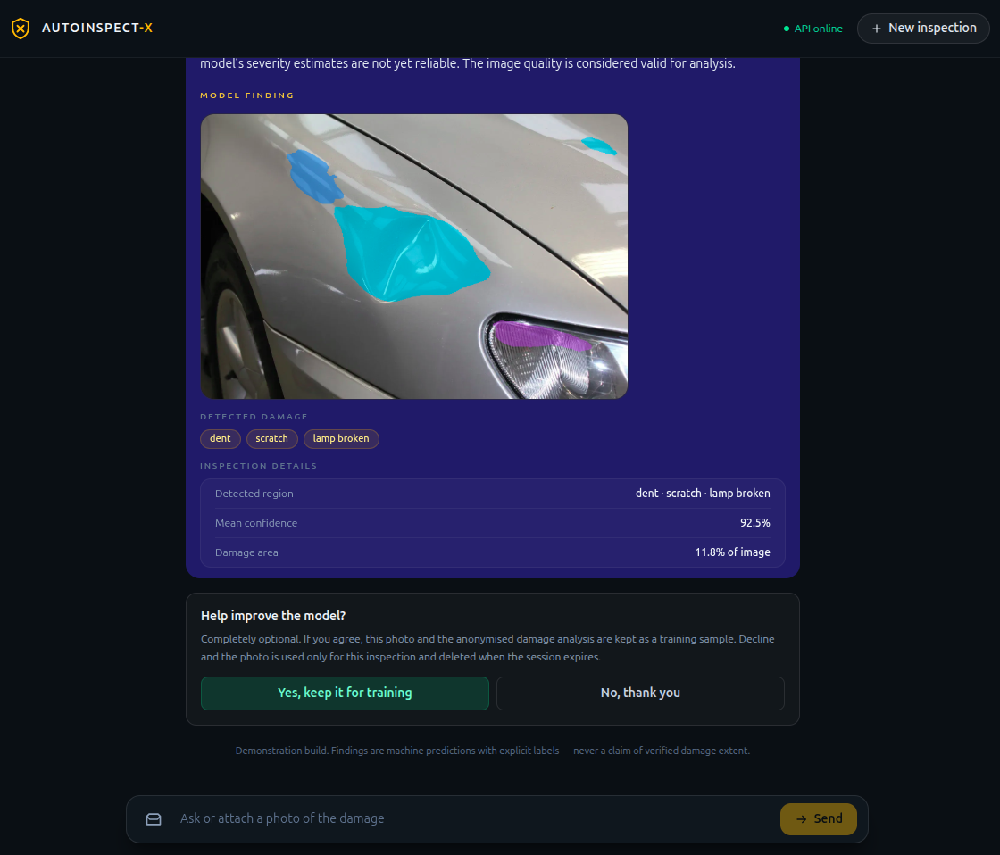 AUTOINSPECT-X
API online
+ New inspection
model's severity estimates are not yet reliable. The image quality is considered valid for analysis.
MODEL FINDING
DETECTED DAMAGE
dent scratch lamp broken
INSPECTION DETAILS
Detected region dent · scratch · lamp broken
Mean confidence 92.5%
Damage area 11.8% of image
Help improve the model?
Completely optional. If you agree, this photo and the anonymised damage analysis are kept as a training sample. Decline
and the photo is used only for this inspection and deleted when the session expires.
Yes, keep it for training No, thank you
Demonstration build. Findings are machine predictions with explicit labels — never a claim of verified damage extent.
Ask or attach a photo of the damage
→ Send